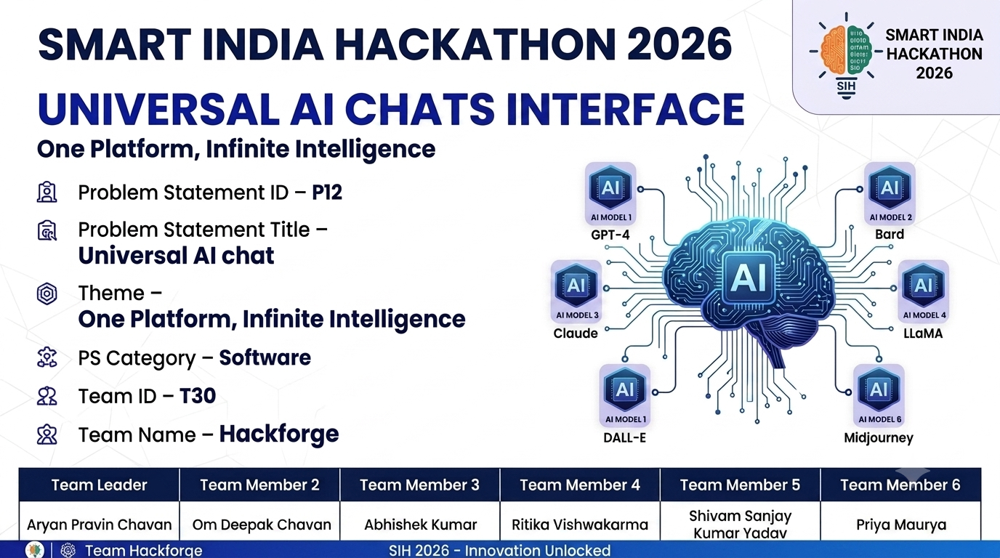 SMART INDIA HACKATHON 2026
UNIVERSAL AI CHATS INTERFACE
One Platform, Infinite Intelligence
SMART INDIA
HACKATHON
2026
SIH
Problem Statement ID – P12
Problem Statement Title –
Universal AI chat
Theme –
One Platform, Infinite Intelligence
PS Category – Software
Team ID – T30
Team Name – Hackforge
AI
AI MODEL 1
GPT-4
AI
AI MODEL 2
Bard
AI
AI MODEL 3
Claude
AI
AI
AI MODEL 4
LLaMA
AI
AI MODEL 1
DALL-E
AI
AI MODEL 6
Midjourney
Team Leader
Team Member 2
Team Member 3
Team Member 4
Team Member 5
Team Member 6
Aryan Pravin Chavan
Om Deepak Chavan
Abhishek Kumar
Ritika Vishwakarma
Shivam Sanjay
Kumar Yadav
Priya Maurya
Team Hackforge
SIH 2026 - Innovation Unlocked